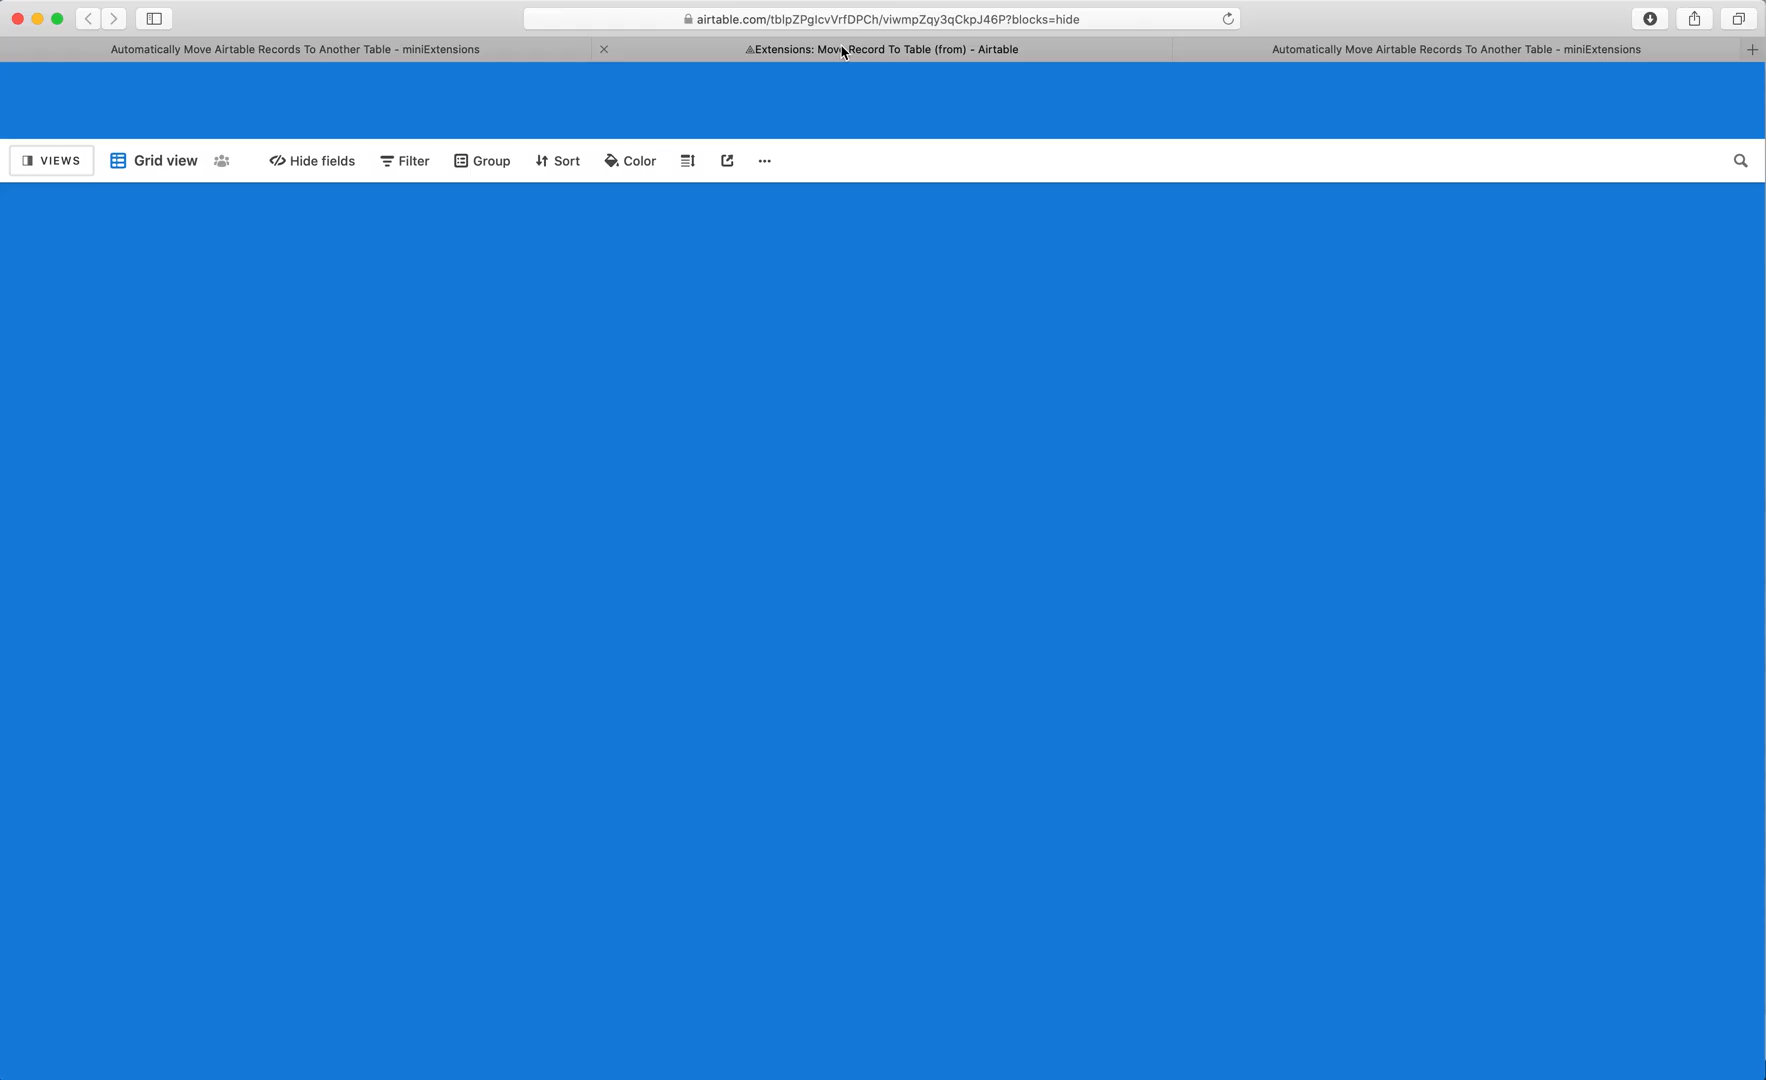 airtable.com/tblpZPglcvVrfDPCh/viwmpZqy3qCkpJ46P?blocks=hide
Automatically Move Airtable Records To Another Table - miniExtensions
Extensions: Move Record To Table (from) - Airtable
Automatically Move Airtable Records To Another Table - miniExtensions
VIEWS
Grid view
Hide fields
Filter
Group
Sort
Color